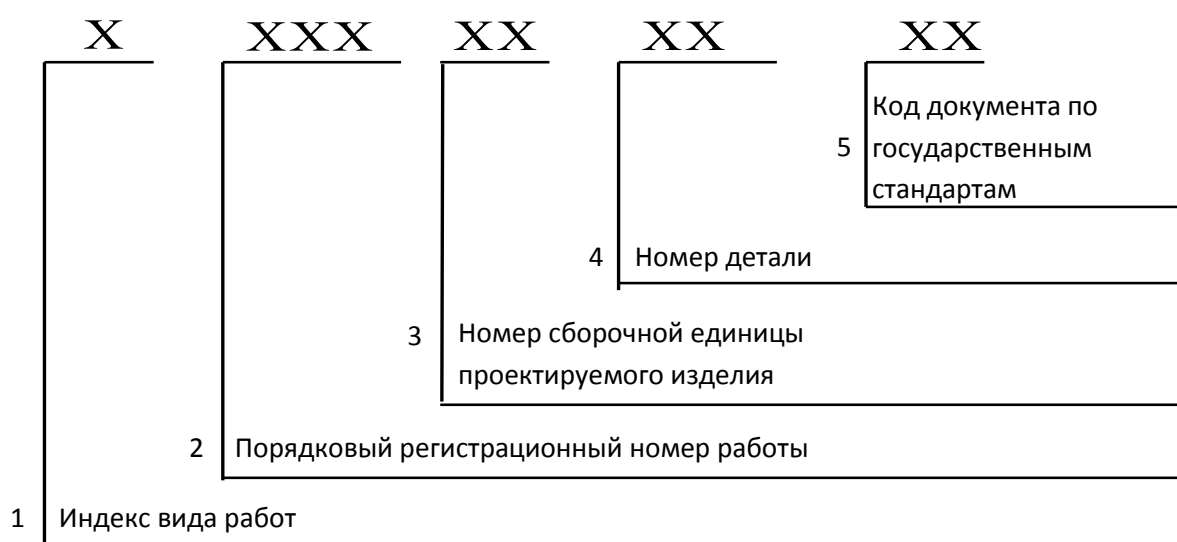 X XXX XX XX XX
Код документа по
5 государственным
стандартам
4 Номер детали
3 Номер сборочной единицы
проектируемого изделия
2 Порядковый регистрационный номер работы
1 Индекс вида работ